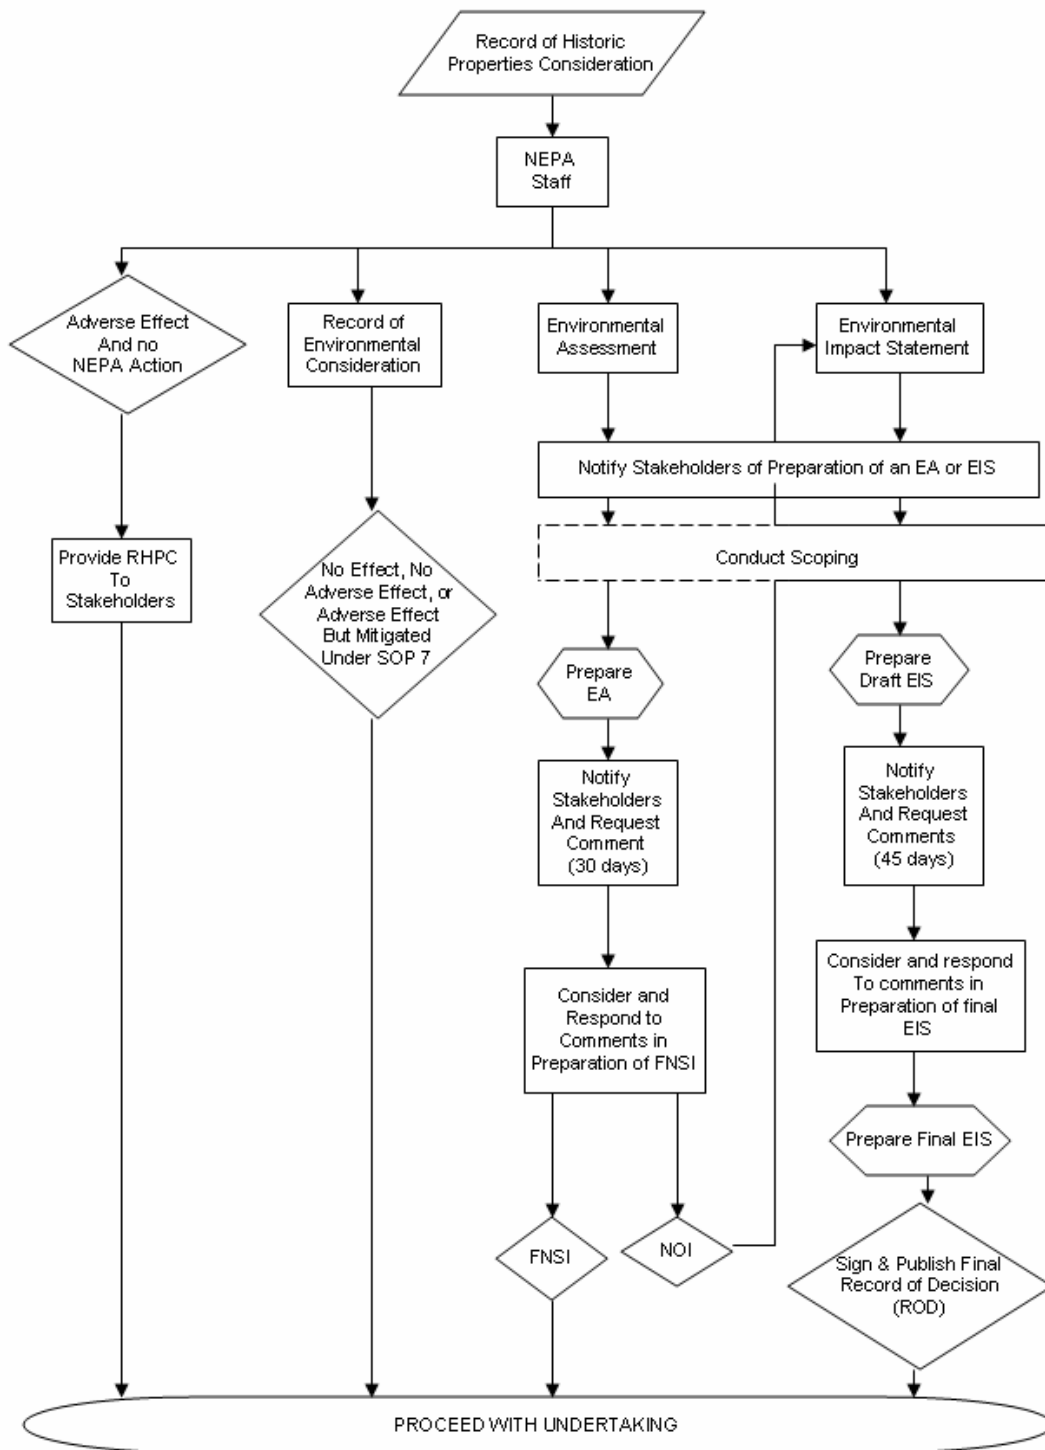 Record of Historic
Properties Consideration
NEPA
Staff
Adverse Effect
And no
NEPA Action
Record of
Environmental
Consideration
Environmental
Assessment
Environmental
Impact Statement
Notify Stakeholders of Preparation of an EA or EIS
Provide RHPC
To
Stakeholders
No Effect, No
Adverse Effect, or
Adverse Effect
But Mitigated
Under SOP 7
Conduct Scoping
Prepare
EA
Prepare
Draft EIS
Notify
Stakeholders
And Request
Comment
(30 days)
Notify
Stakeholders
And Request
Comments
(45 days)
Consider and
Respond to
Comments in
Preparation of FNSI
Consider and respond
To comments in
Preparation of final
EIS
Prepare Final EIS
FNSI
NOI
Sign & Publish Final
Record of Decision
(ROD)
PROCEED WITH UNDERTAKING